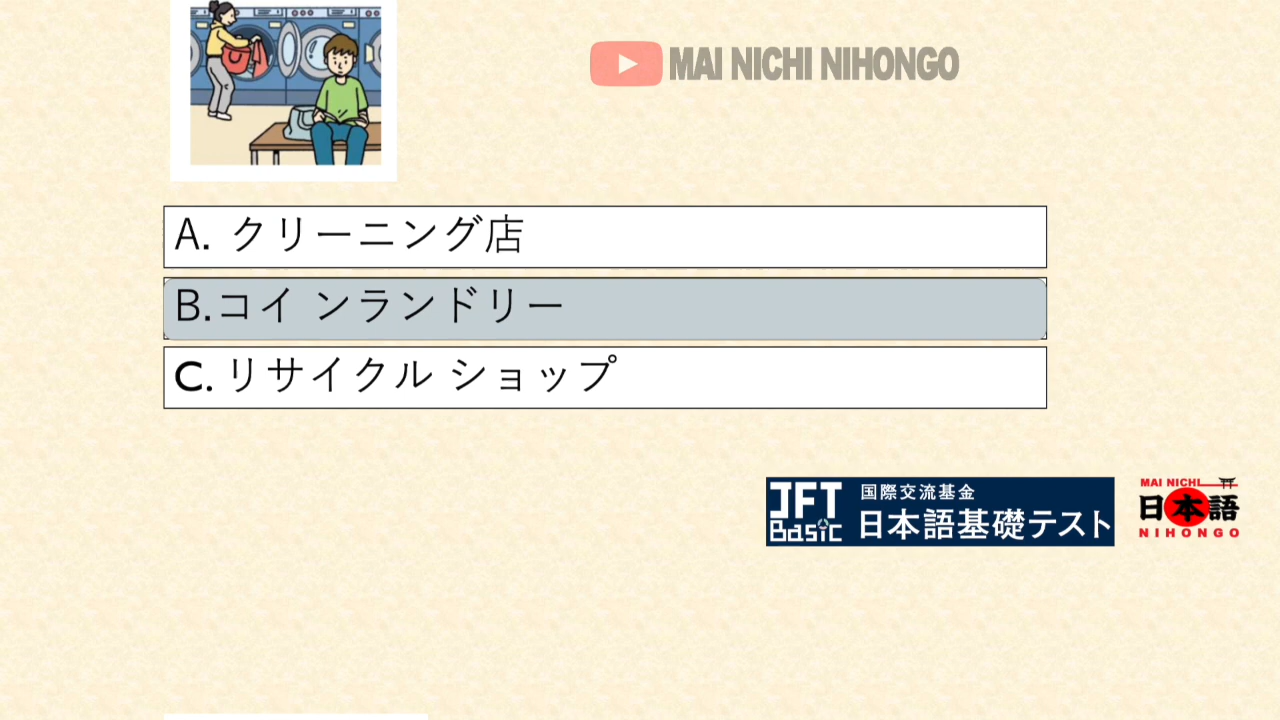 MAI NICHI NIHONGO
A. クリーニング店
B.コイ ンランドリー
C. リサイクル ショップ
JFT Basic
国際交流基金
日本語基礎テスト
MAI NICHI
日本語
NIHONGO